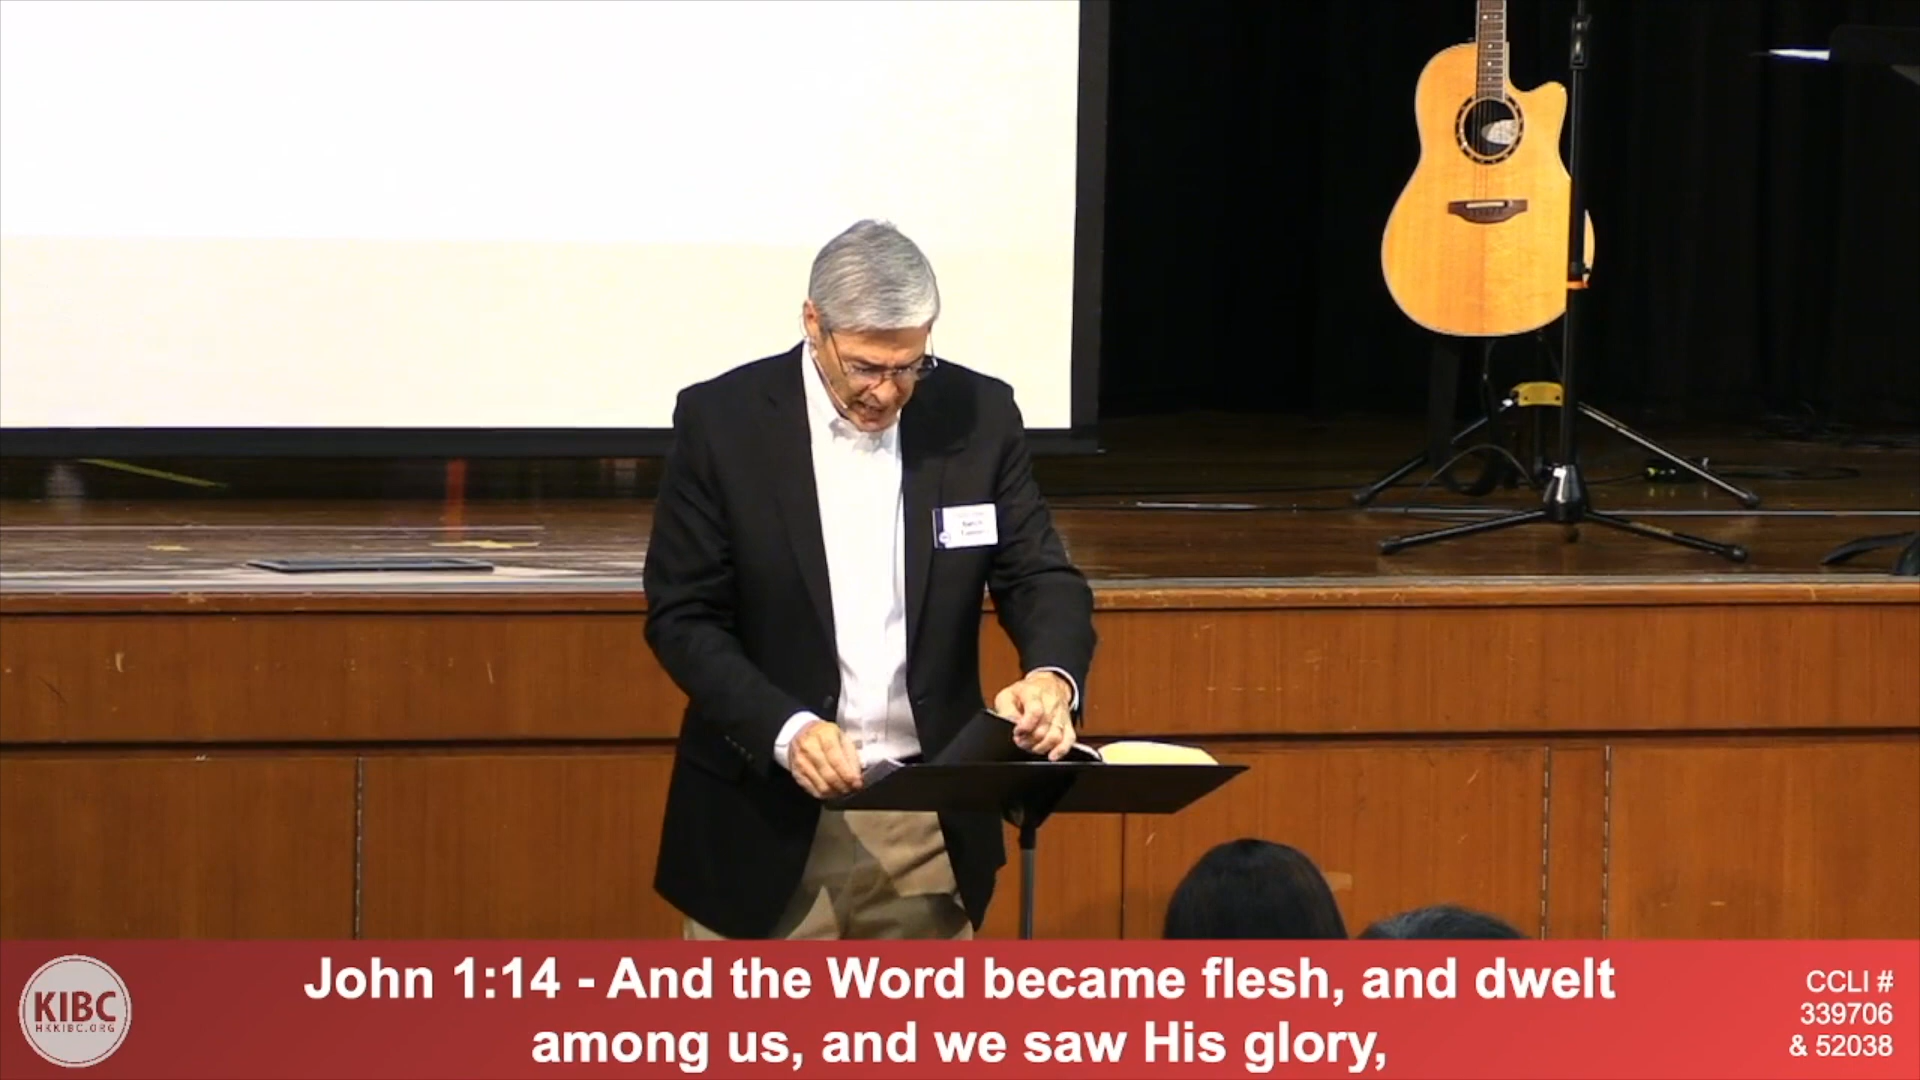 John 1:14 - And the Word became flesh, and dwelt
among us, and we saw His glory,
KIBC
HKKIBC.ORG
CCLI #
339706
& 52038